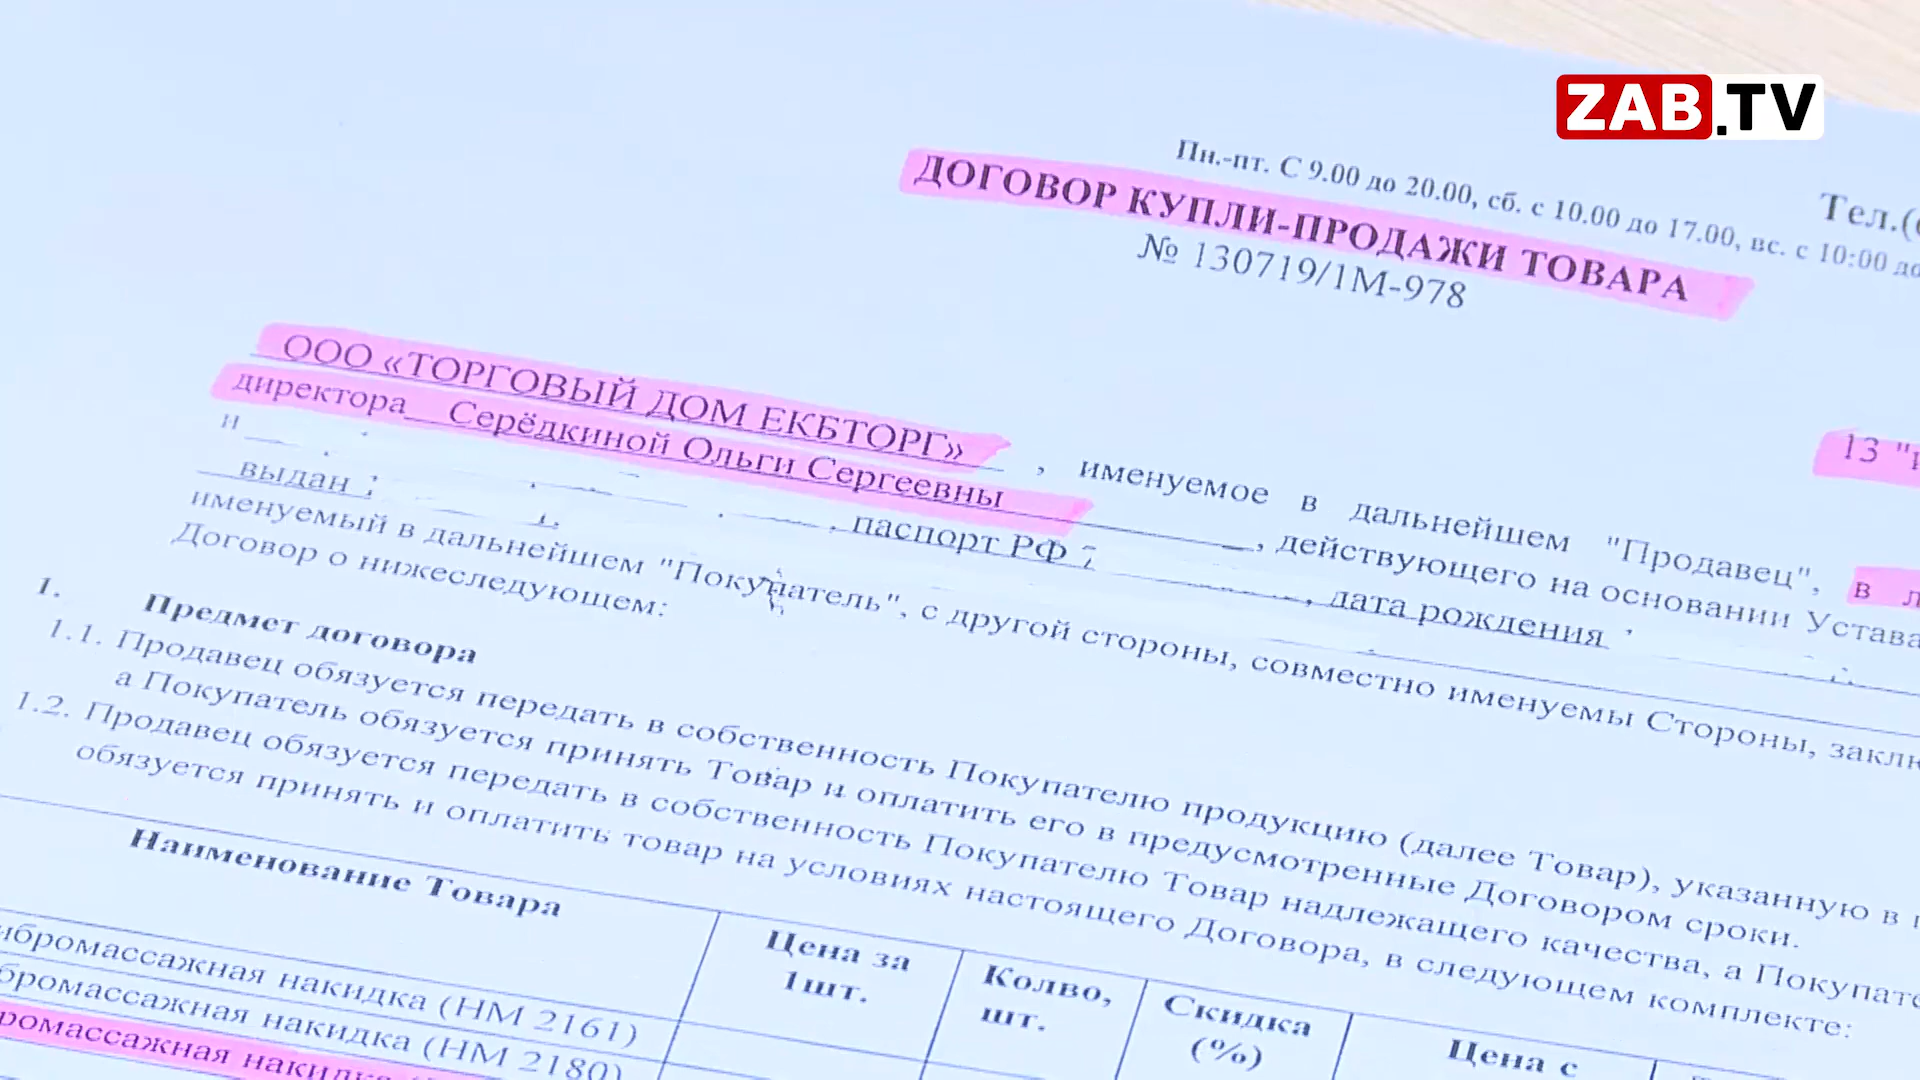 ZAB.TV
Тел.(
Пн.-пт. С 9.00 до 20.00, сб. с 10.00 до 17.00, вс. с 10:00 до
ДОГОВОР КУПЛИ-ПРОДАЖИ ТОВАРА
№ 130719/1М-978
13
ООО «ТОРГОВЫЙ ДОМ ЕКБТОРГ» , именуемое в дальнейшем "Продавец", в
директора Серёдкиной Ольги Сергеевны , действующего на основании Устава
и
, паспорт РФ , дата рождения
выдан
именуемый в дальнейшем "Покупатель", с другой стороны, совместно именуемы Стороны,
Договор о нижеследующем:
1. Предмет договора
1.1. Продавец обязуется передать в собственность Покупателю продукцию (далее Товар), указанную в
а Покупатель обязуется принять Товар и оплатить его в предусмотренные Договором сроки.
1.2. Продавец обязуется передать в собственность Покупателю Товар надлежащего качества, а
обязуется принять и оплатить товар на условиях настоящего Договора, в следующем комплекте:
Наименование Товара
Цена за 1шт.
Колво, шт.
Скидка (%)
Цена с
ибромассажная накидка (HM 2161)
бромассажная накидка (HM 2180)
ромассажная накидка